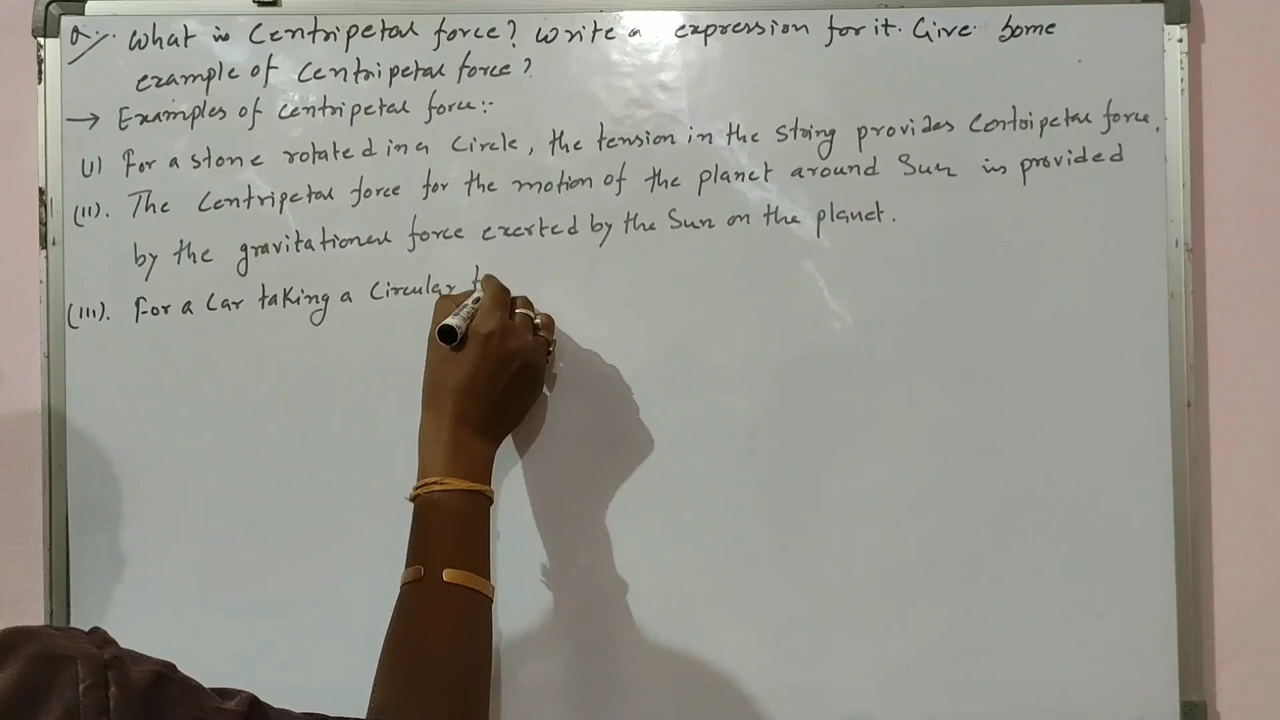 Q/. What is Centripetal force? Write a expression for it. Give some
example of Centripetal force?
→ Examples of centripetal force:-
(I) For a stone rotated in a Circle, the tension in the string provides centripetal force.
(II). The Centripetal force for the motion of the planet around Sun is provided
by the gravitational force exerted by the Sun on the planet.
(III). For a Car taking a Circular t